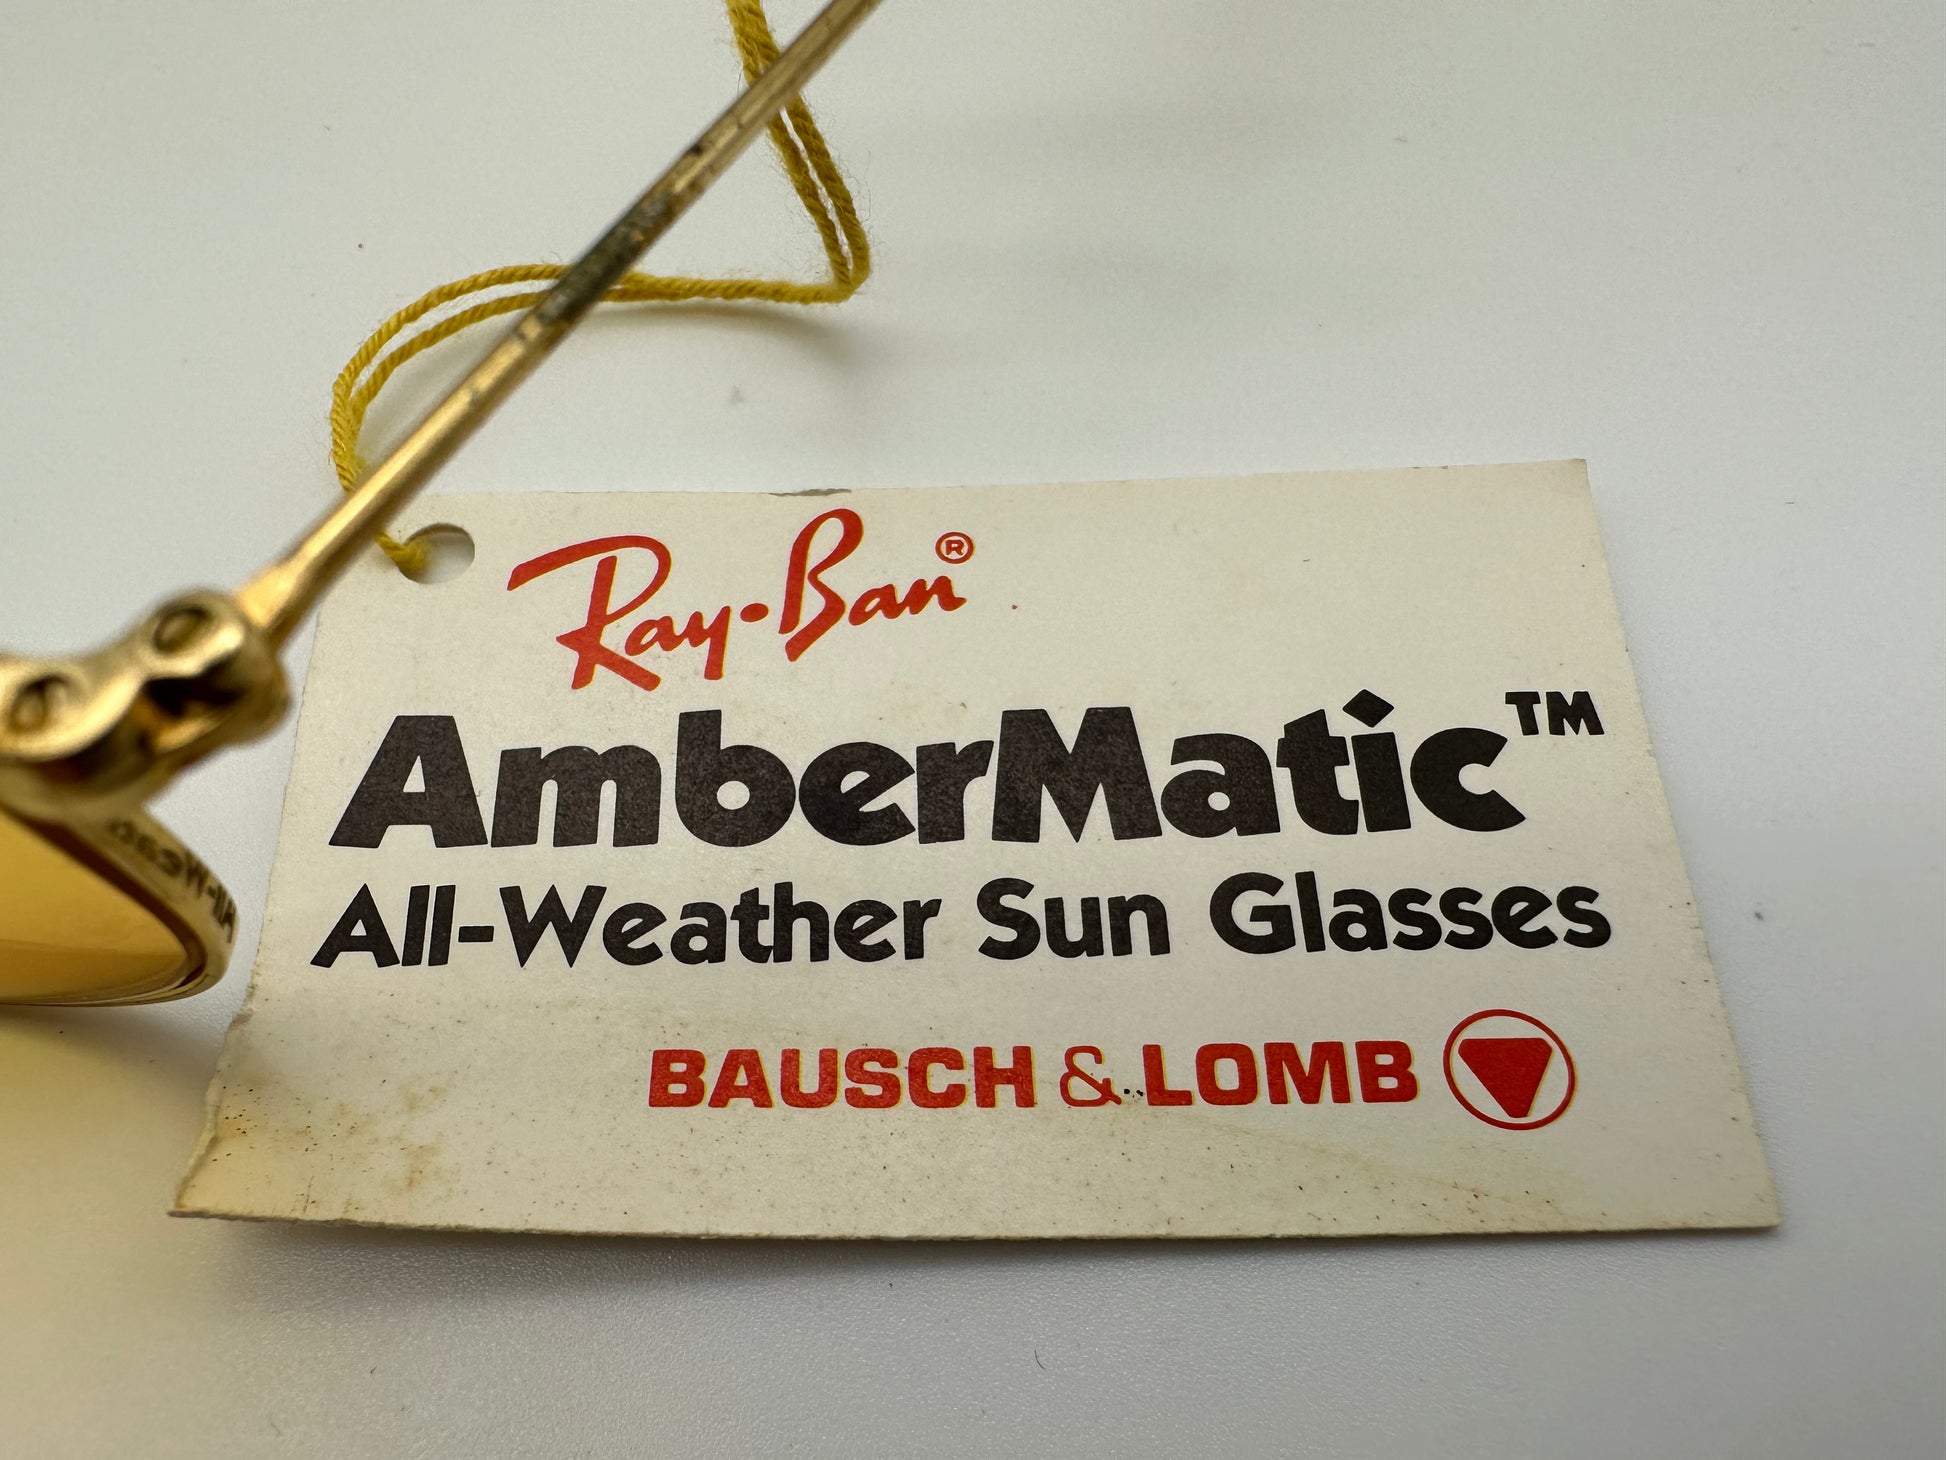 Ray-Ban®
AmberMatic™
All-Weather Sun Glasses
BAUSCH & LOMB